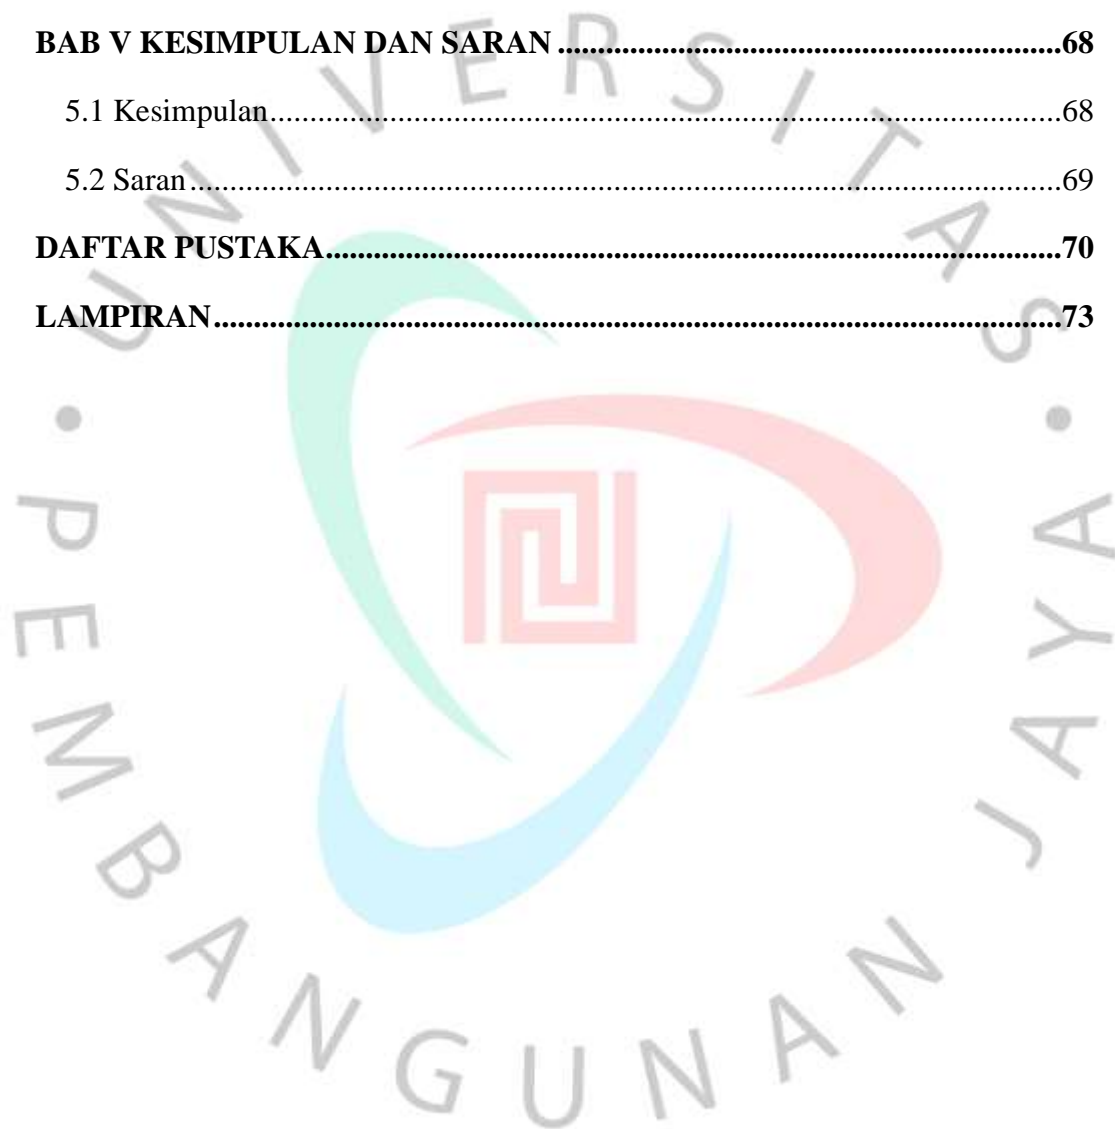 BAB V KESIMPULAN DAN SARAN ...............................................................68
5.1 Kesimpulan...................................................................................................68
5.2 Saran.............................................................................................................69
DAFTAR PUSTAKA............................................................................................70
LAMPIRAN..........................................................................................................73
UNIVERSITAS
• PEMBANGUNAN JAYA •